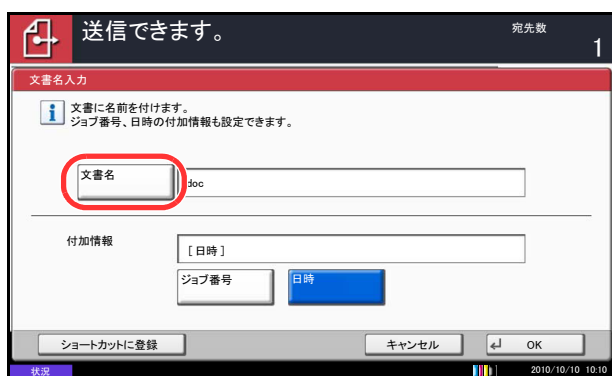 送信できます。
宛先数
1
文書名入力
文書に名前を付けます。
ジョブ番号、日時の付加情報も設定できます。
文書名
doc
付加情報
[日時]
ジョブ番号
日時
ショートカットに登録
キャンセル
OK
状況
2010/10/10 10:10